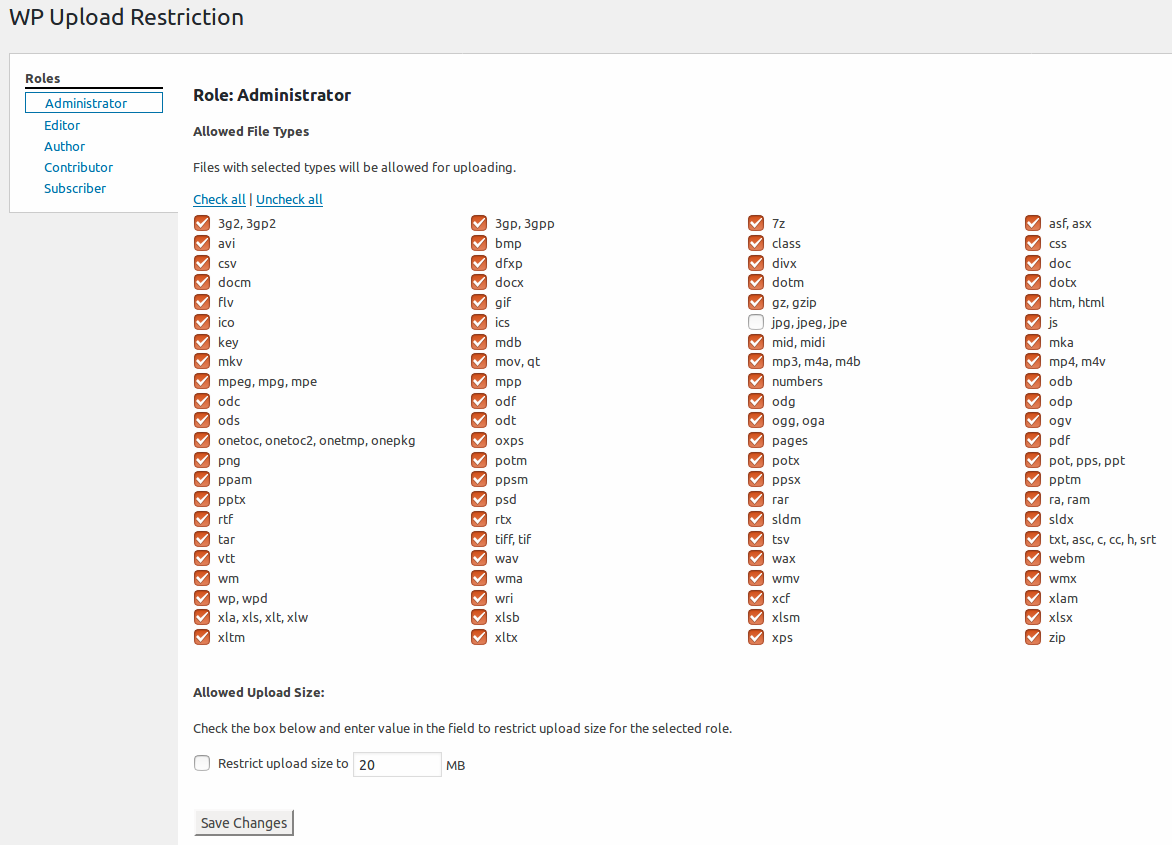 WP Upload Restriction
Roles
Administrator
Editor
Author
Contributor
Subscriber
Role: Administrator
Allowed File Types
Files with selected types will be allowed for uploading.
Check all | Uncheck all
3g2, 3gp2 3gp, 3gpp 7z asf, asx
avi bmp class css
csv dfxp divx doc
docm docx dotm dotx
flv gif gz, gzip htm, html
ico ics jpg, jpeg, jpe js
key mdb mid, midi mka
mkv mov, qt mp3, m4a, m4b mp4, m4v
mpeg, mpg, mpe mpp numbers odb
odc odf odg odp
ods odt ogg, oga ogv
onetoc, onetoc2, onetmp, onepkg oxps pages pdf
png potm potx pot, pps, ppt
ppam ppsm ppsx pptm
pptx psd rar ra, ram
rtf rtx sldm sldx
tar tiff, tif tsv txt, asc, c, cc, h, srt
vtt wav wax webm
wm wma wmv wmx
wp, wpd wri xcf xlam
xla, xls, xlt, xlw xlsb xlsm xlsx
xltm xltx xps zip
Allowed Upload Size:
Check the box below and enter value in the field to restrict upload size for the selected role.
Restrict upload size to 20 MB
Save Changes